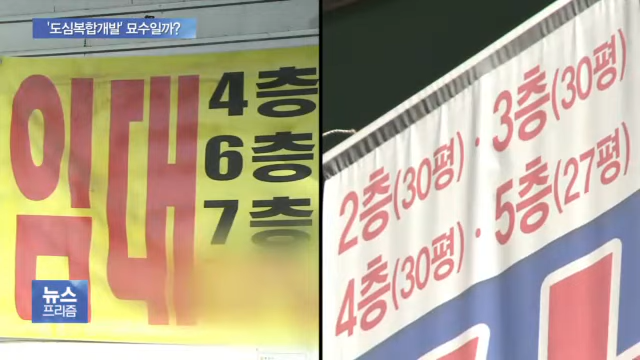 '도심복합개발' 묘수일까?
임대
4층
6층
7층
2층(30평)·3층(30평)
4층(30평)·5층(27평)
뉴스
프리즘